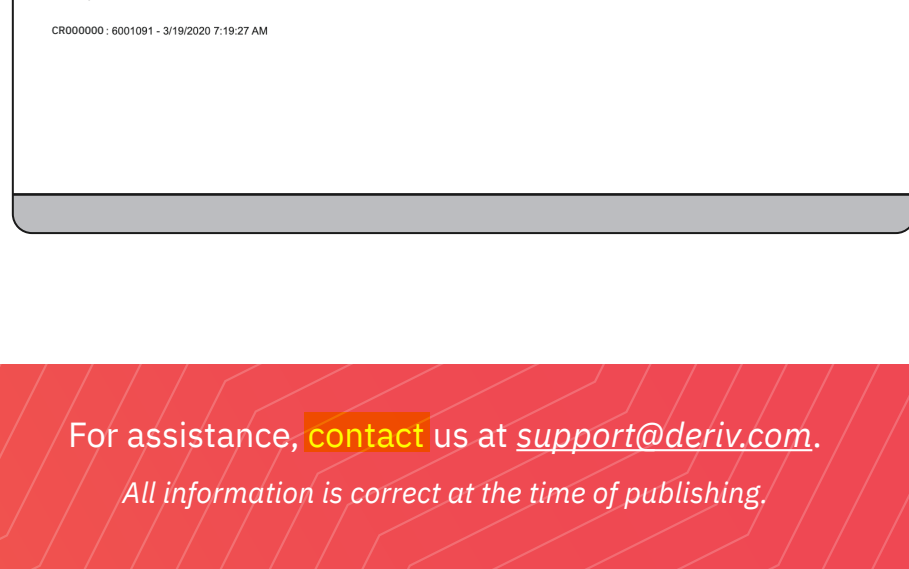 CR000000 : 6001091 - 3/19/2020 7:19:27 AM
For assistance, contact us at support@deriv.com.
All information is correct at the time of publishing.